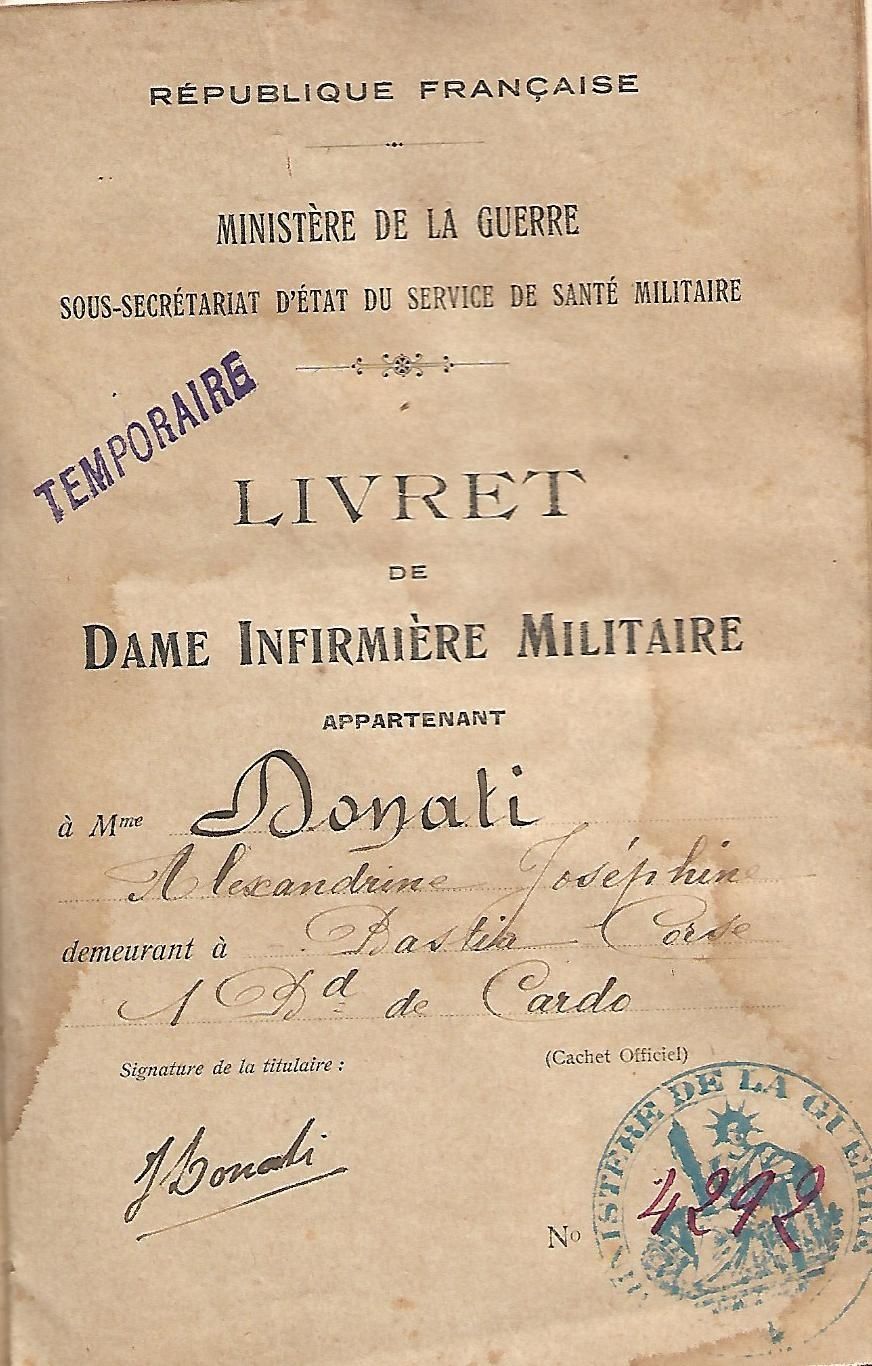 RÉPUBLIQUE FRANÇAISE
MINISTÈRE DE LA GUERRE
SOUS-SECRÉTARIAT D'ÉTAT DU SERVICE DE SANTÉ MILITAIRE
TEMPORAIRE
LIVRET
DE
DAME INFIRMIÈRE MILITAIRE
APPARTENANT
à Mme Donati
Alexandrine Joséphine
demeurant à Bastia Corse
1 Bd de Cardo
Signature de la titulaire :
(Cachet Officiel)
J Donati
MINISTÈRE DE LA GUERRE
No 4292